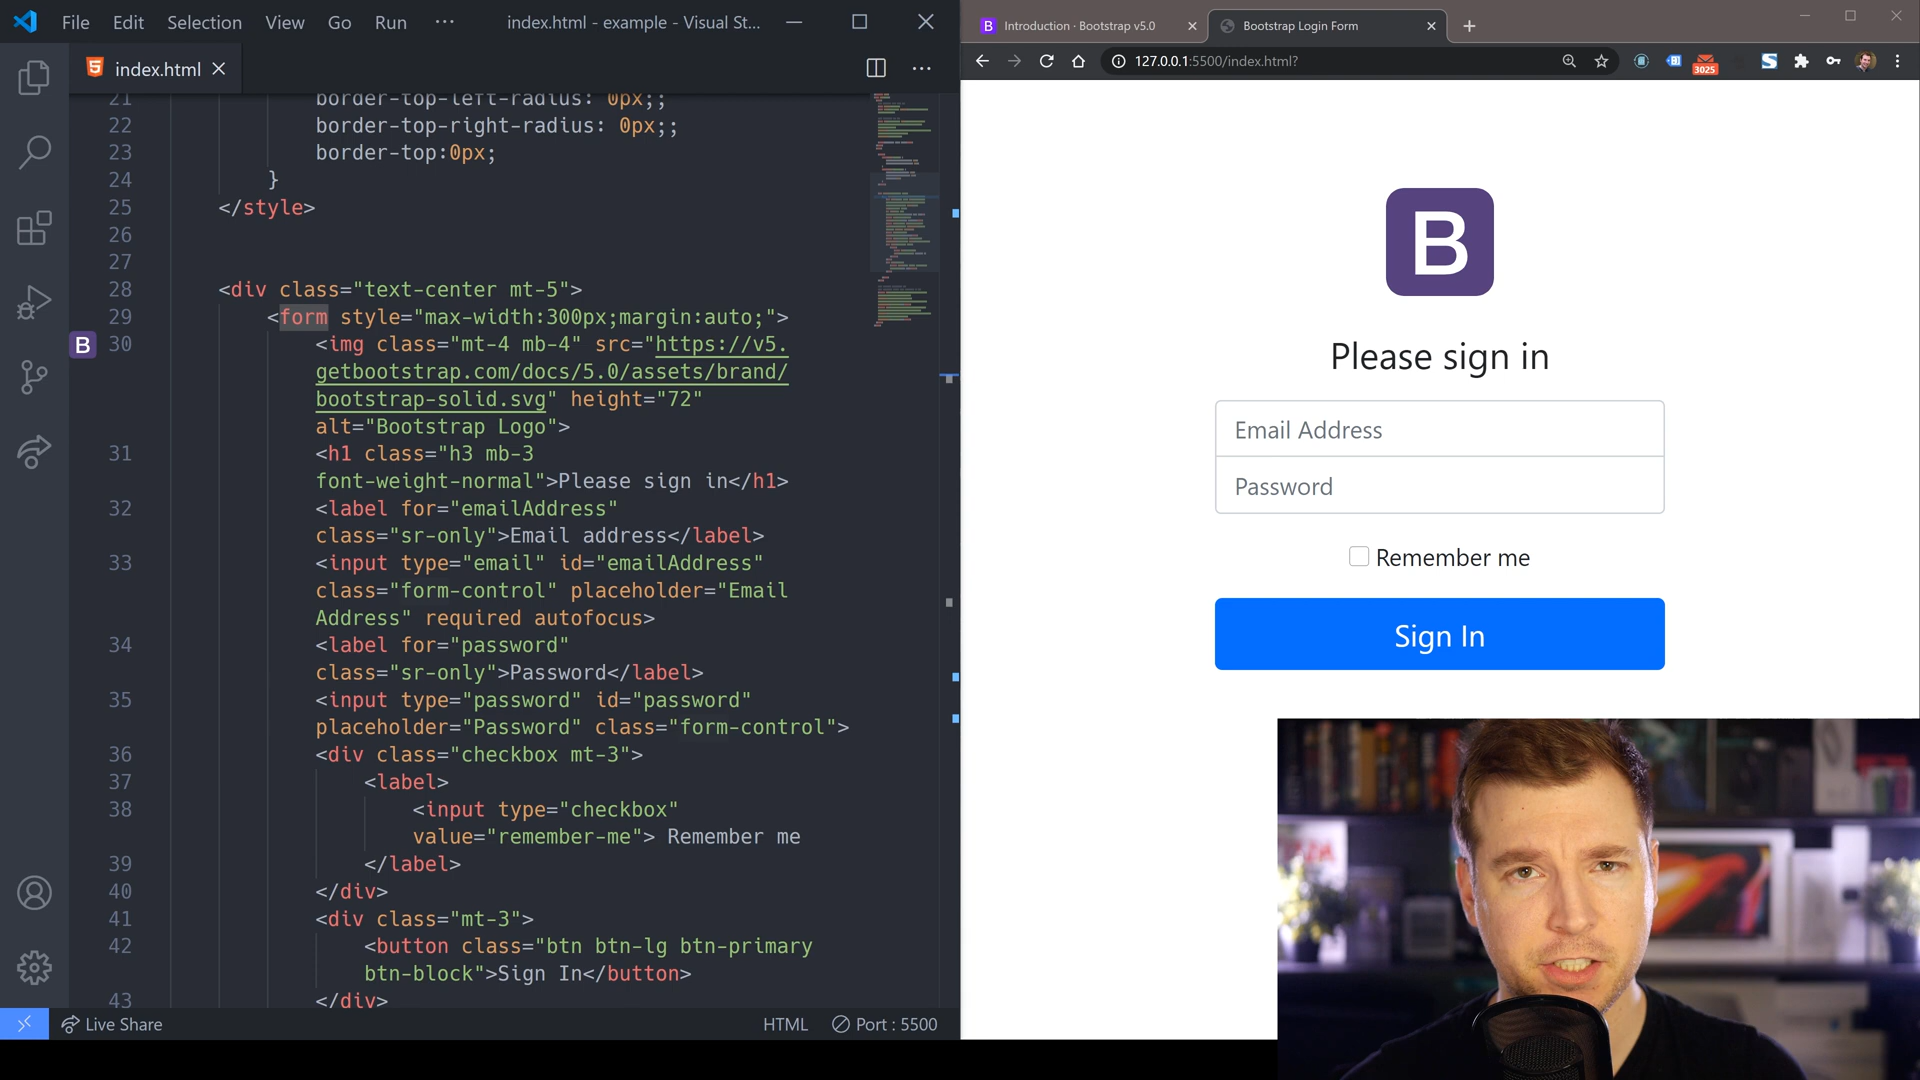 File Edit Selection View Go Run ··· index.html - example - Visual St...
index.html
21 border-top-left-radius: 0px;;
22 border-top-right-radius: 0px;;
23 border-top:0px;
24 }
25 </style>
26
27
28 <div class="text-center mt-5">
29 <form style="max-width:300px;margin:auto;">
B 30 <img class="mt-4 mb-4" src="https://v5.
getbootstrap.com/docs/5.0/assets/brand/
bootstrap-solid.svg" height="72"
alt="Bootstrap Logo">
31 <h1 class="h3 mb-3
font-weight-normal">Please sign in</h1>
32 <label for="emailAddress"
class="sr-only">Email address</label>
33 <input type="email" id="emailAddress"
class="form-control" placeholder="Email
Address" required autofocus>
34 <label for="password"
class="sr-only">Password</label>
35 <input type="password" id="password"
placeholder="Password" class="form-control">
36 <div class="checkbox mt-3">
37 <label>
38 <input type="checkbox"
value="remember-me"> Remember me
39 </label>
40 </div>
41 <div class="mt-3">
42 <button class="btn btn-lg btn-primary
btn-block">Sign In</button>
43 </div>
Live Share HTML Port : 5500
B Introduction · Bootstrap v5.0 Bootstrap Login Form
127.0.0.1:5500/index.html?
3025
B
Please sign in
Email Address
Password
Remember me
Sign In